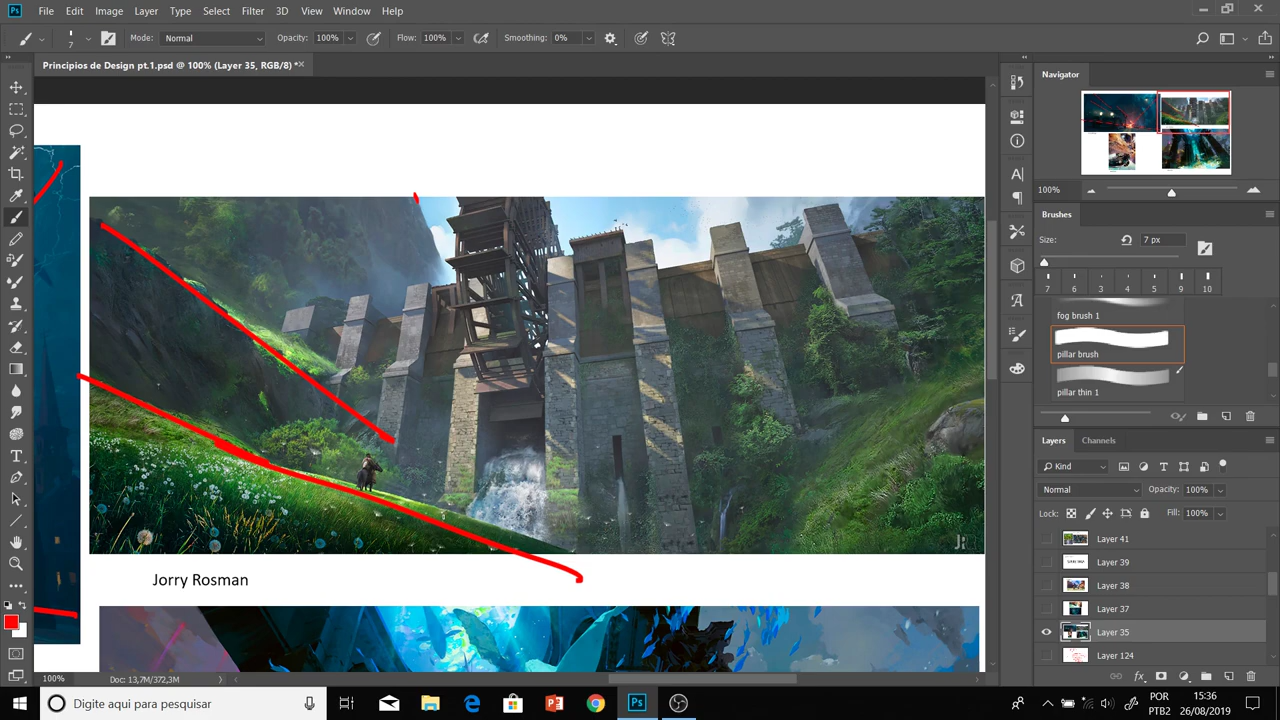 Ps File Edit Image Layer Type Select Filter 3D View Window Help
7 Mode: Normal Opacity: 100% Flow: 100% Smoothing: 0%
Principios de Design pt.1.psd @ 100% (Layer 35, RGB/8) *
Navigator
100%
Brushes
Size: 7 px
7 6 3 4 5 9 10
fog brush 1
pillar brush
pillar thin 1
Layers Channels
Kind
Normal Opacity: 100%
Lock: Fill: 100%
Layer 41
Layer 39
Layer 38
Layer 37
Layer 35
Layer 124
JR
Jorry Rosman
100% Doc: 13,7M/372,3M
Digite aqui para pesquisar
Ps
POR
PTB2
15:36
26/08/2019